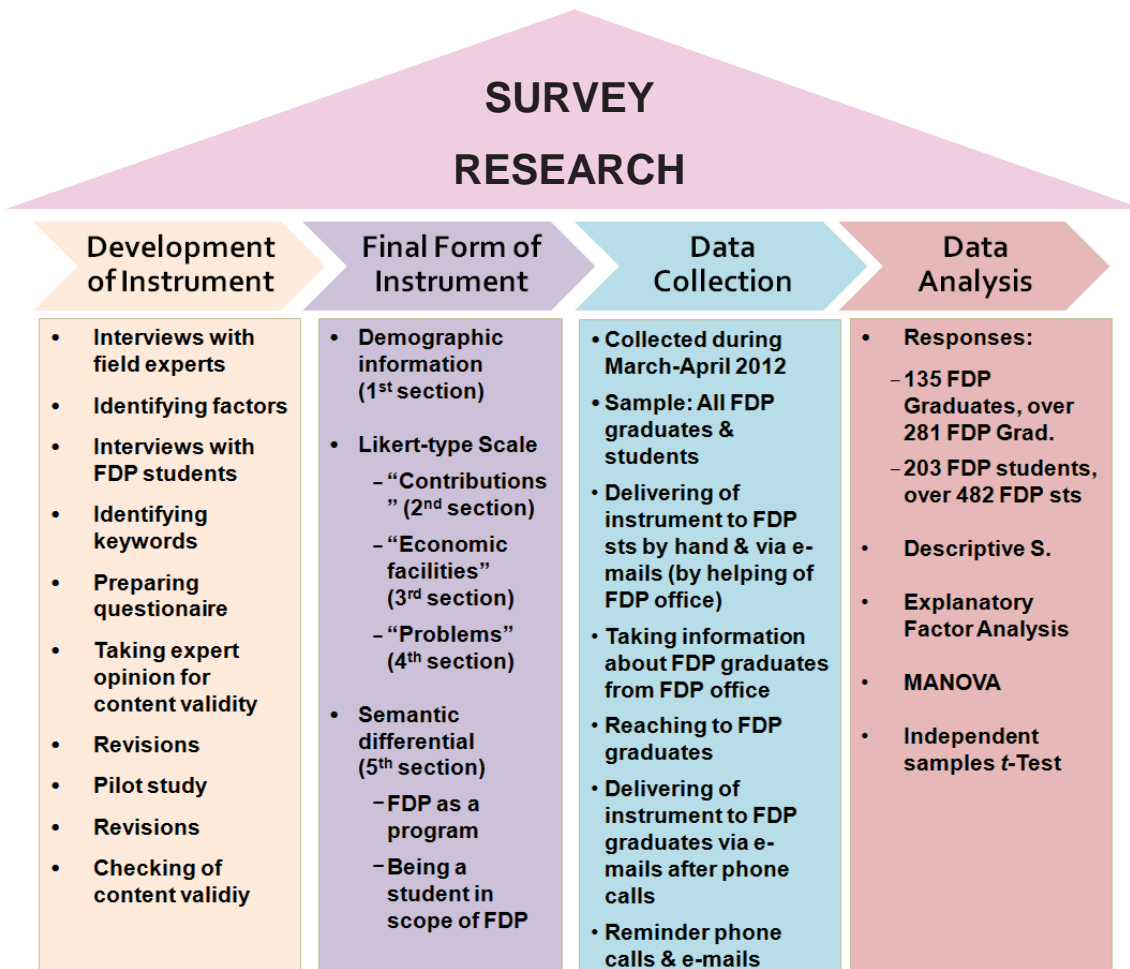 SURVEY
RESEARCH
Development
of Instrument
• Interviews with
field experts
• Identifying factors
• Interviews with
FDP students
• Identifying
keywords
• Preparing
questionaire
• Taking expert
opinion for
content validity
• Revisions
• Pilot study
• Revisions
• Checking of
content validiy
Final Form of
Instrument
• Demographic
information
(1st section)
• Likert-type Scale
– “Contributions
” (2nd section)
– “Economic
facilities”
(3rd section)
– “Problems”
(4th section)
• Semantic
differential
(5th section)
– FDP as a
program
– Being a
student in
scope of FDP
Data
Collection
• Collected during
March-April 2012
• Sample: All FDP
graduates &
students
• Delivering of
instrument to FDP
sts by hand & via e-
mails (by helping of
FDP office)
• Taking information
about FDP graduates
from FDP office
• Reaching to FDP
graduates
• Delivering of
instrument to FDP
graduates via e-
mails after phone
calls
• Reminder phone
calls & e-mails
Data
Analysis
• Responses:
– 135 FDP
Graduates, over
281 FDP Grad.
– 203 FDP students,
over 482 FDP sts
• Descriptive S.
• Explanatory
Factor Analysis
• MANOVA
• Independent
samples t-Test